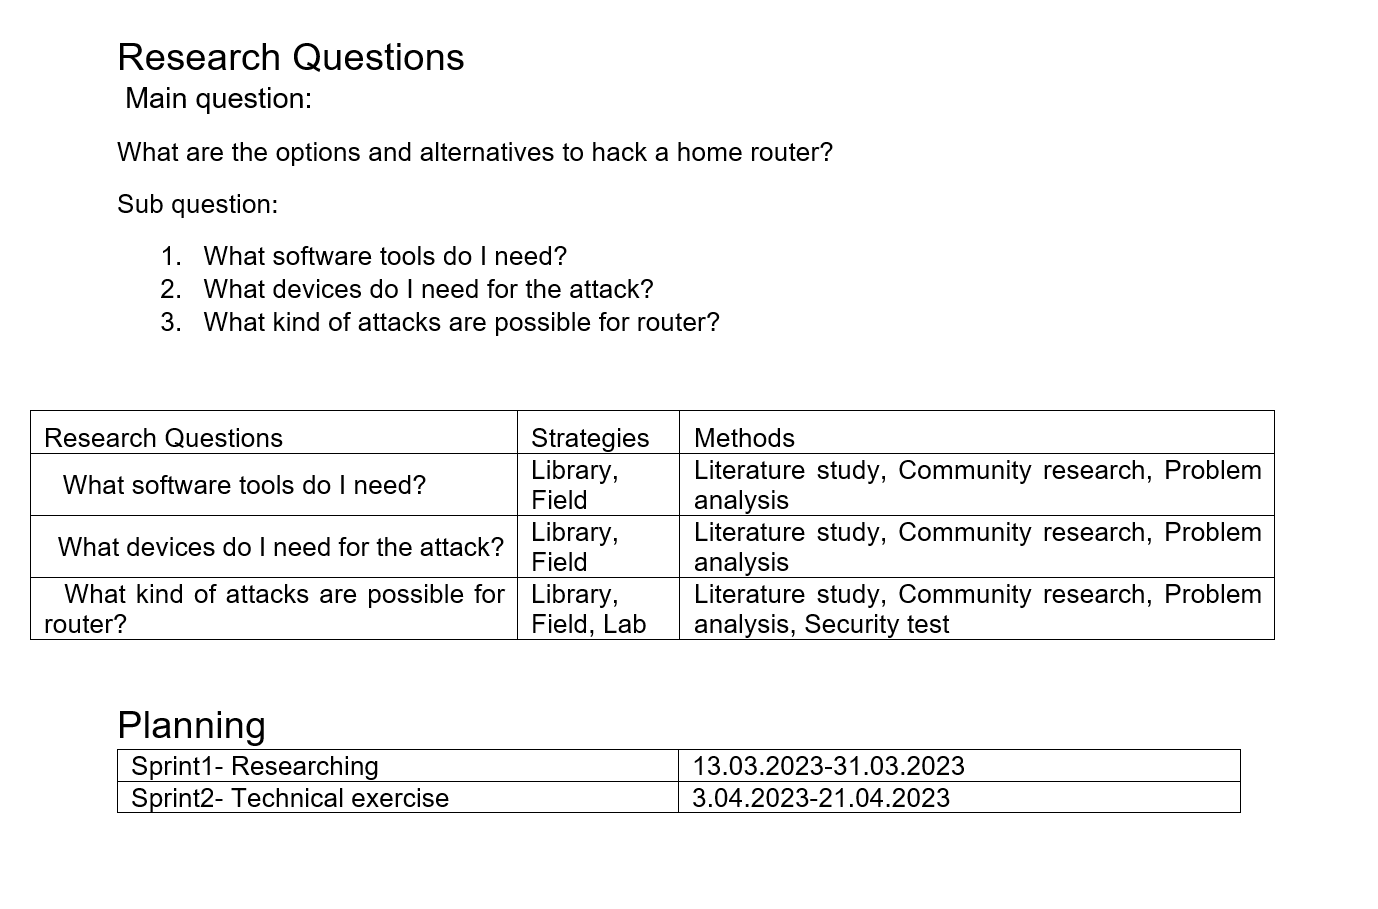 Research Questions
Main question:
What are the options and alternatives to hack a home router?
Sub question:
1. What software tools do I need?
2. What devices do I need for the attack?
3. What kind of attacks are possible for router?
Research Questions Strategies Methods
What software tools do I need? Library, Field Literature study, Community research, Problem analysis
What devices do I need for the attack? Library, Field Literature study, Community research, Problem analysis
What kind of attacks are possible for router? Library, Field, Lab Literature study, Community research, Problem analysis, Security test
Planning
Sprint1- Researching 13.03.2023-31.03.2023
Sprint2- Technical exercise 3.04.2023-21.04.2023